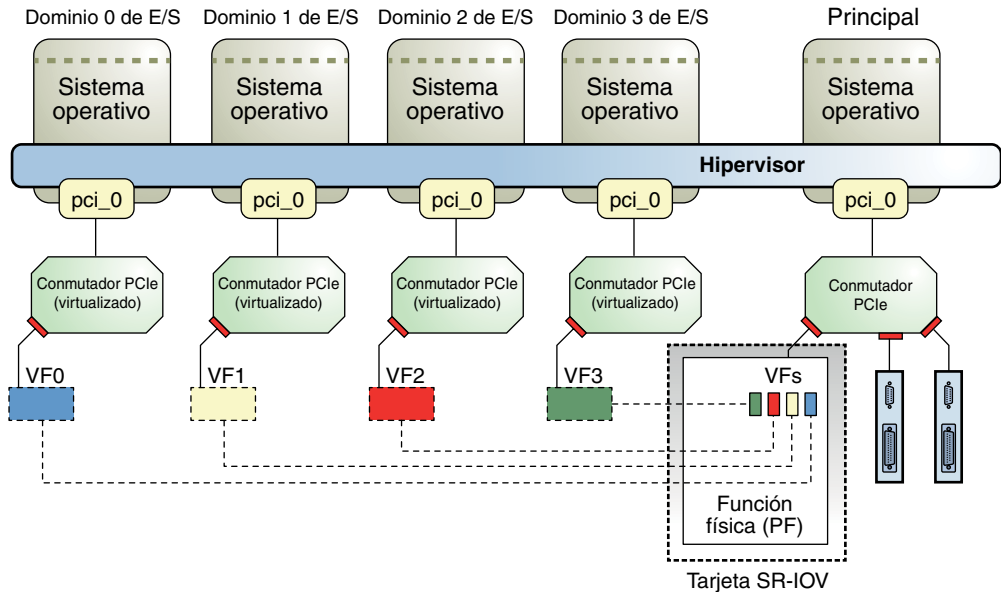 Dominio 0 de E/S
Dominio 1 de E/S
Dominio 2 de E/S
Dominio 3 de E/S
Principal
Sistema
operativo
Sistema
operativo
Sistema
operativo
Sistema
operativo
Sistema
operativo
Hipervisor
pci_0
pci_0
pci_0
pci_0
pci_0
Conmutador PCIe
(virtualizado)
Conmutador PCIe
(virtualizado)
Conmutador PCIe
(virtualizado)
Conmutador PCIe
(virtualizado)
Conmutador
PCIe
VF0
VF1
VF2
VF3
VFs
Función
física (PF)
Tarjeta SR-IOV